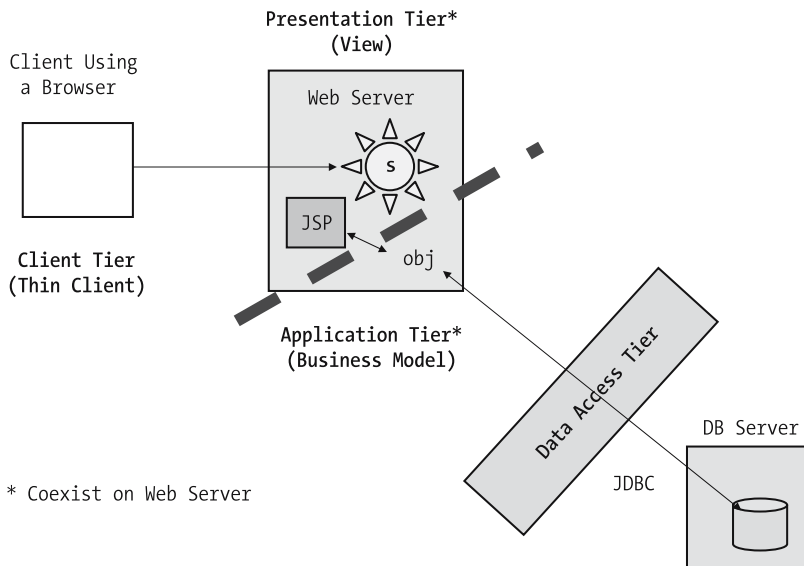 Presentation Tier*
(View)
Client Using
a Browser
Web Server
S
JSP
obj
Client Tier
(Thin Client)
Application Tier*
(Business Model)
Data Access Tier
DB Server
JDBC
* Coexist on Web Server